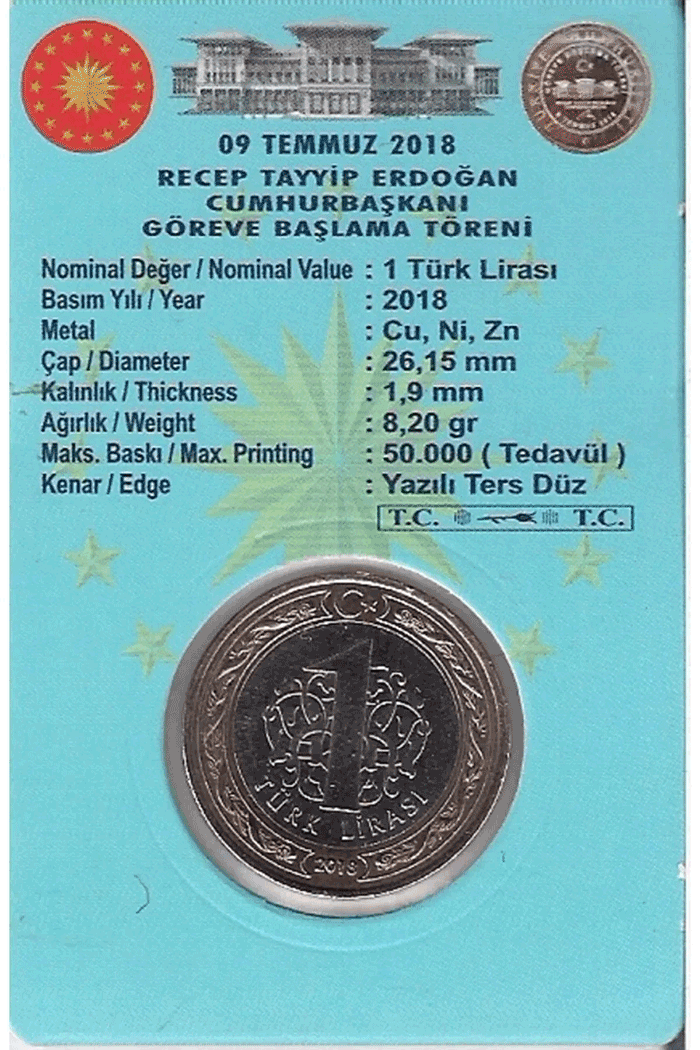 09 TEMMUZ 2018
RECEP TAYYİP ERDOĞAN
CUMHURBAŞKANI
GÖREVE BAŞLAMA TÖRENİ
Nominal Değer / Nominal Value : 1 Türk Lirası
Basım Yılı / Year : 2018
Metal : Cu, Ni, Zn
Çap / Diameter : 26,15 mm
Kalınlık / Thickness : 1,9 mm
Ağırlık / Weight : 8,20 gr
Maks. Baskı / Max. Printing : 50.000 ( Tedavül )
Kenar / Edge : Yazılı Ters Düz
T.C. T.C.
1
TÜRK LİRASI
2018